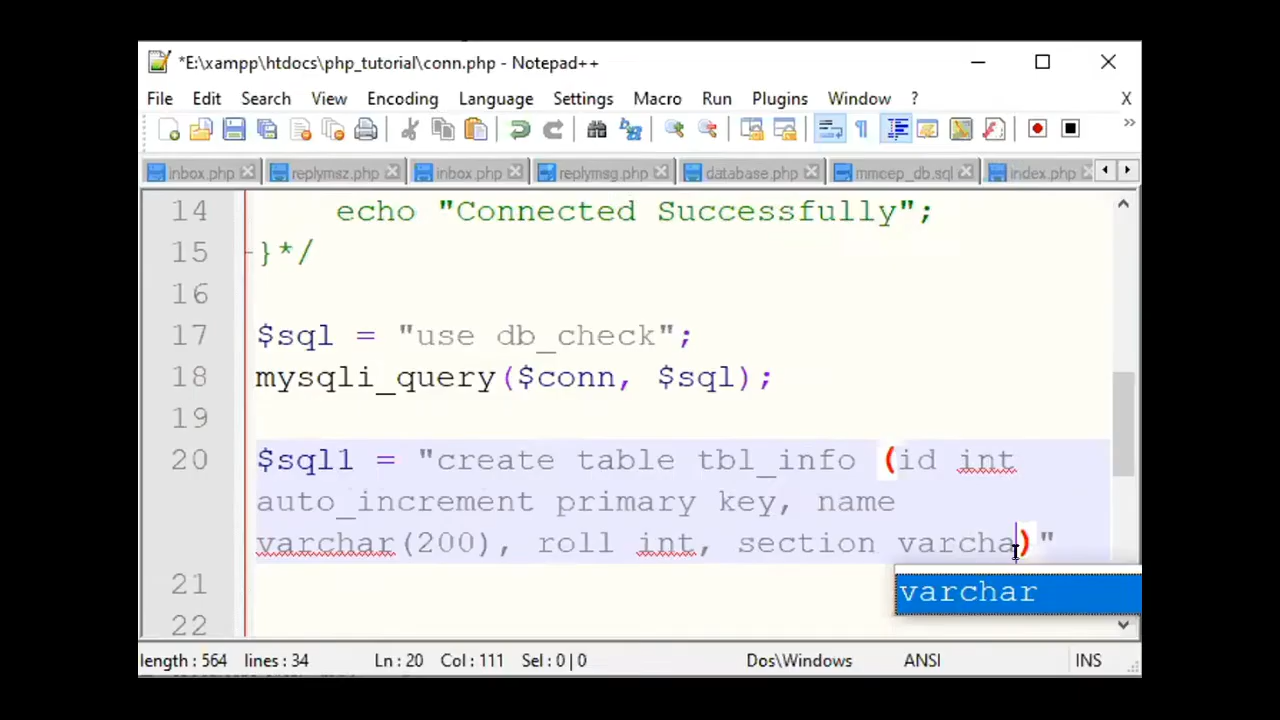 *E:\xampp\htdocs\php_tutorial\conn.php - Notepad++
File Edit Search View Encoding Language Settings Macro Run Plugins Window ? X
inbox.php replymsz.php inbox.php replymsg.php database.php mmcep_db.sql index.php
14 echo "Connected Successfully";
15 }*/
16
17 $sql = "use db_check";
18 mysqli_query($conn, $sql);
19
20 $sql1 = "create table tbl_info (id int
auto_increment primary key, name
varchar(200), roll int, section varcha)"
varchar
21
22
length : 564 lines : 34 Ln : 20 Col : 111 Sel : 0 | 0 Dos\Windows ANSI INS